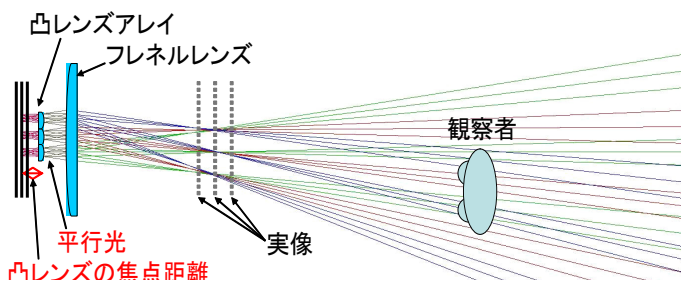 凸レンズアレイ
フレネルレンズ
観察者
平行光
実像
凸レンズの焦点距離